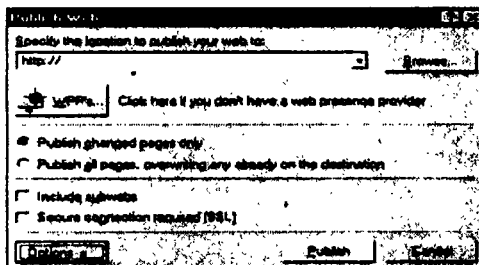 Publish Web
Specify the location to publish your web to:
http://
Browse...
WPP's... Click here if you don't have a web presence provider
Publish changed pages only
Publish all pages, overwriting any already on the destination
Include subwebs
Secure connection required (SSL)
Options Publish Cancel